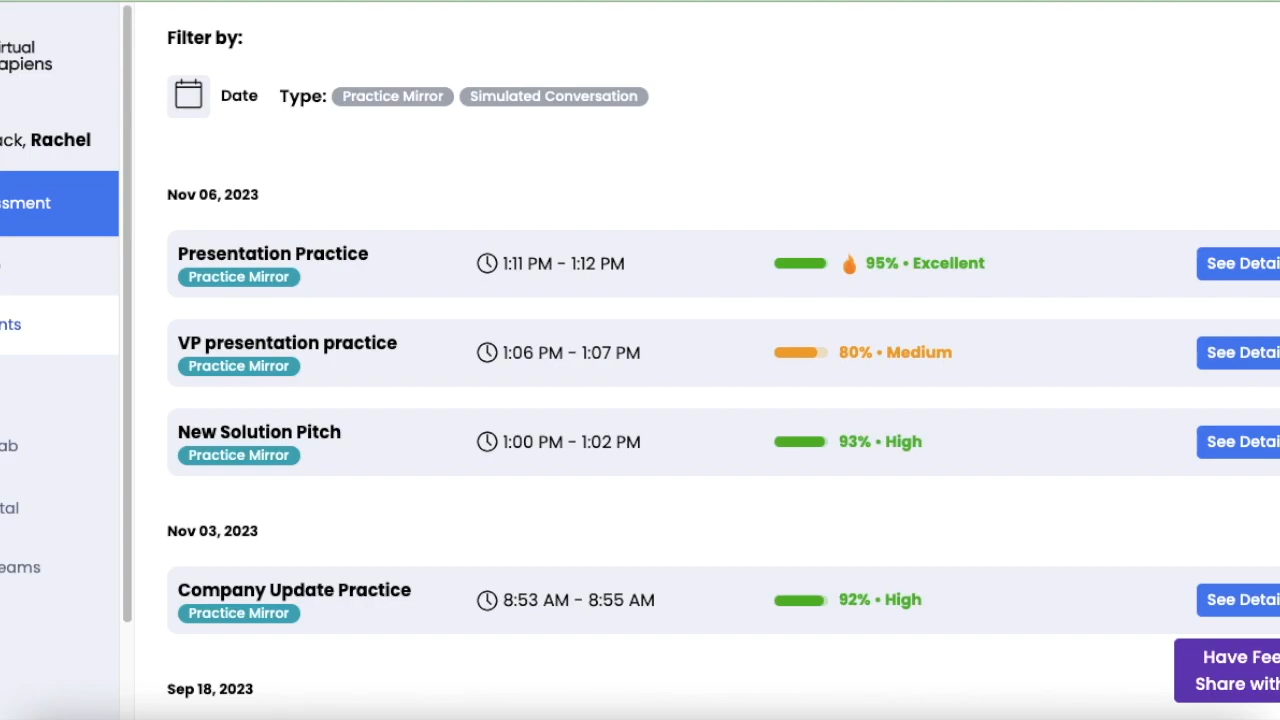 rtual
apiens
ack, Rachel
ssment
nts
ab
tal
eams
Filter by:
Date Type: Practice Mirror Simulated Conversation
Nov 06, 2023
Presentation Practice
Practice Mirror
1:11 PM - 1:12 PM
95% • Excellent
See Detai
VP presentation practice
Practice Mirror
1:06 PM - 1:07 PM
80% • Medium
See Detai
New Solution Pitch
Practice Mirror
1:00 PM - 1:02 PM
93% • High
See Detai
Nov 03, 2023
Company Update Practice
Practice Mirror
8:53 AM - 8:55 AM
92% • High
See Detai
Have Fee
Share with
Sep 18, 2023